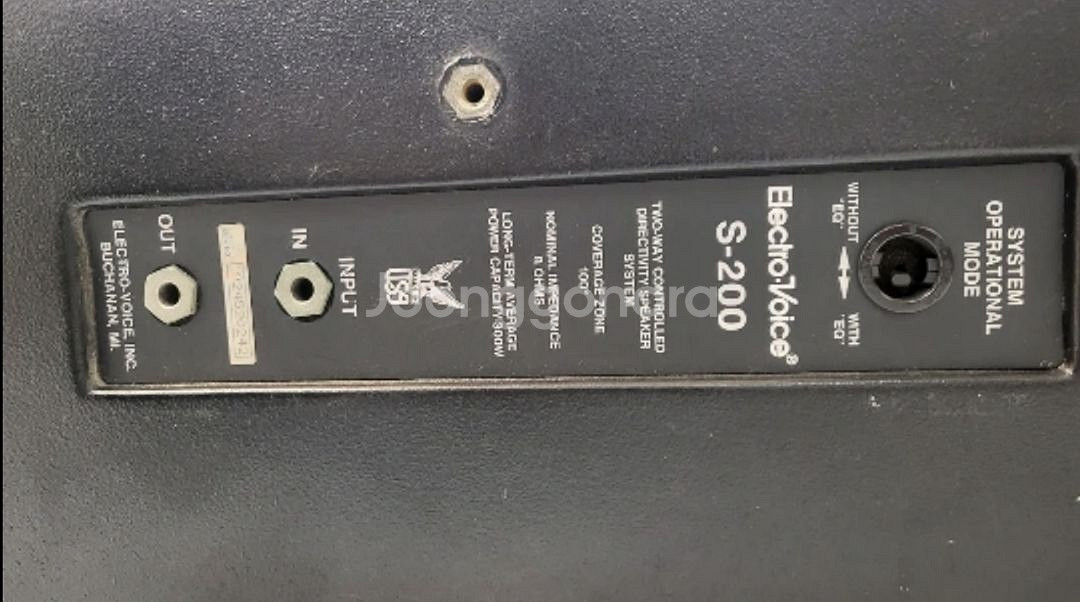 SYSTEM
OPERATIONAL
MODE
WITHOUT
"EQ"
WITH
"EQ"
Electro-Voice®
S-200
TWO-WAY CONTROLLED
DIRECTIVITY SPEAKER
SYSTEM
COVERAGE ZONE
100°
NOMINAL IMPEDANCE
8 OHMS
LONG-TERM AVERAGE
POWER CAPACITY:300W
USA
INPUT
IN
OUT
ELECTRO-VOICE, INC.
BUCHANAN, MI.
Joonggonara